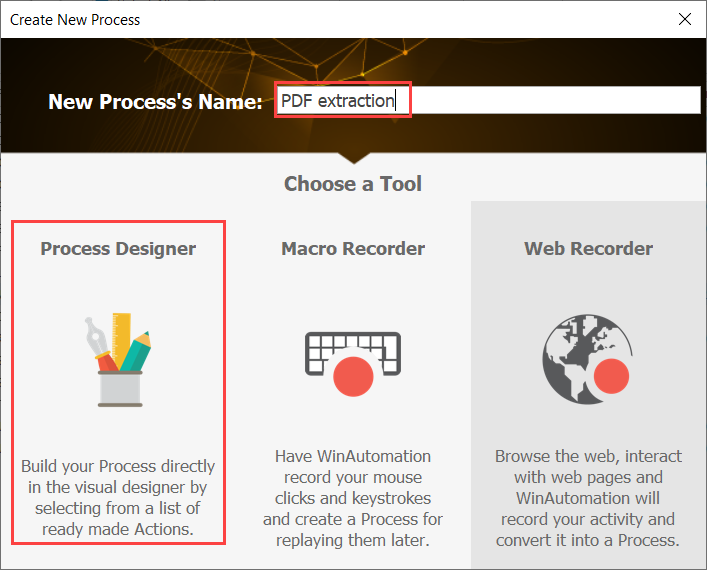 Create New Process
New Process's Name:
PDF extraction
Choose a Tool
Process Designer
Build your Process directly
in the visual designer by
selecting from a list of
ready made Actions.
Macro Recorder
Have WinAutomation
record your mouse
clicks and keystrokes
and create a Process for
replaying them later.
Web Recorder
Browse the web, interact
with web pages and
WinAutomation will
record your activity and
convert it into a Process.